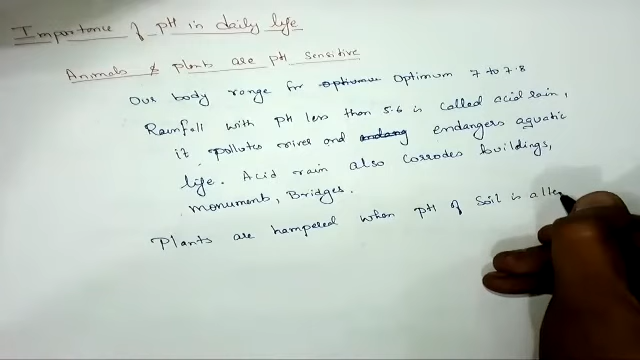 Importance of pH in daily life
Animals & plants are pH sensitive
Our body range for optimum 7 to 7.8
Rainfall with pH less than 5.6 is called acid rain,
it pollutes river and endangers aquatic
life. Acid rain also corrodes buildings,
monuments, Bridges.
Plants are hampered when pH of soil is alte